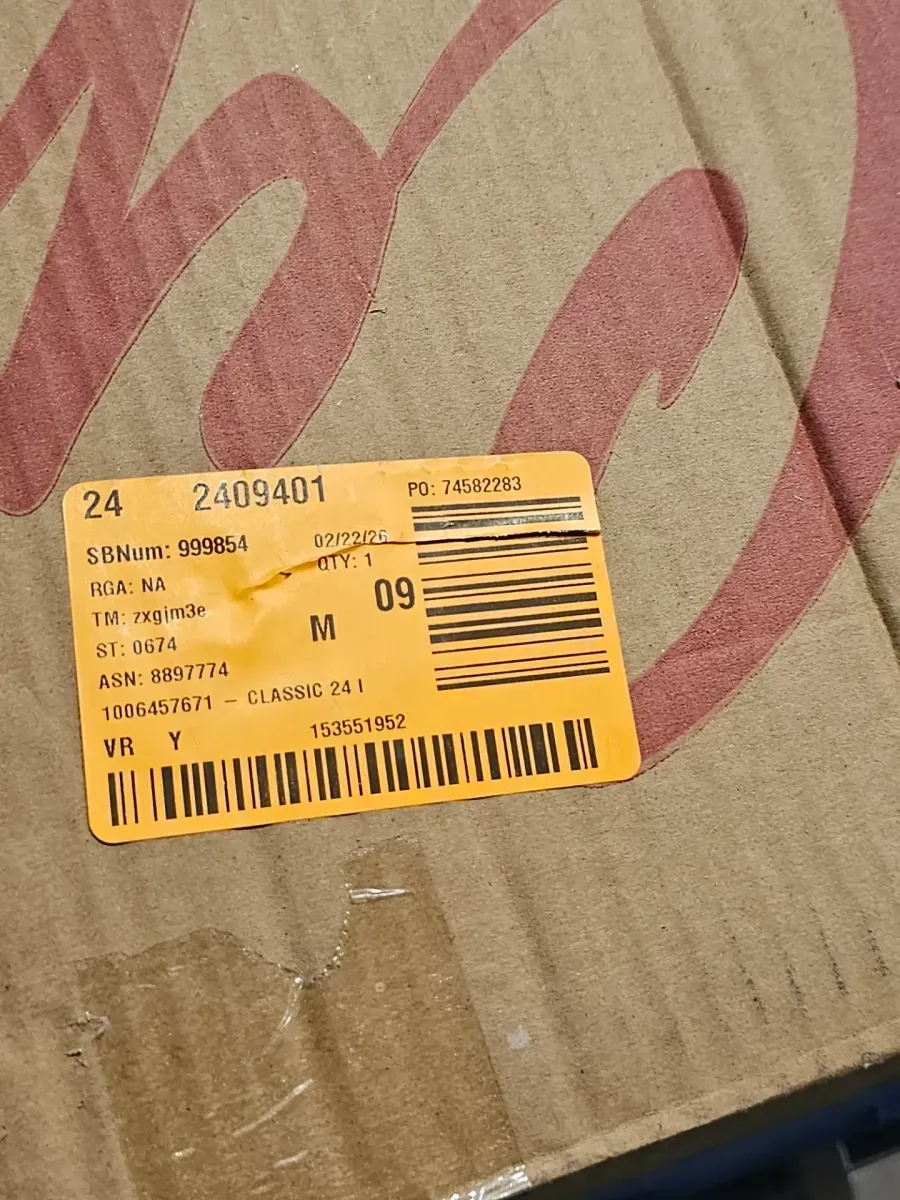 24 2409401 PO: 74582283
SBNum: 999854 02/22/26
RGA: NA QTY: 1
TM: zxgjm3e M 09
ST: 0674
ASN: 8897774
1006457671 – CLASSIC 24 I
VR Y 153551952